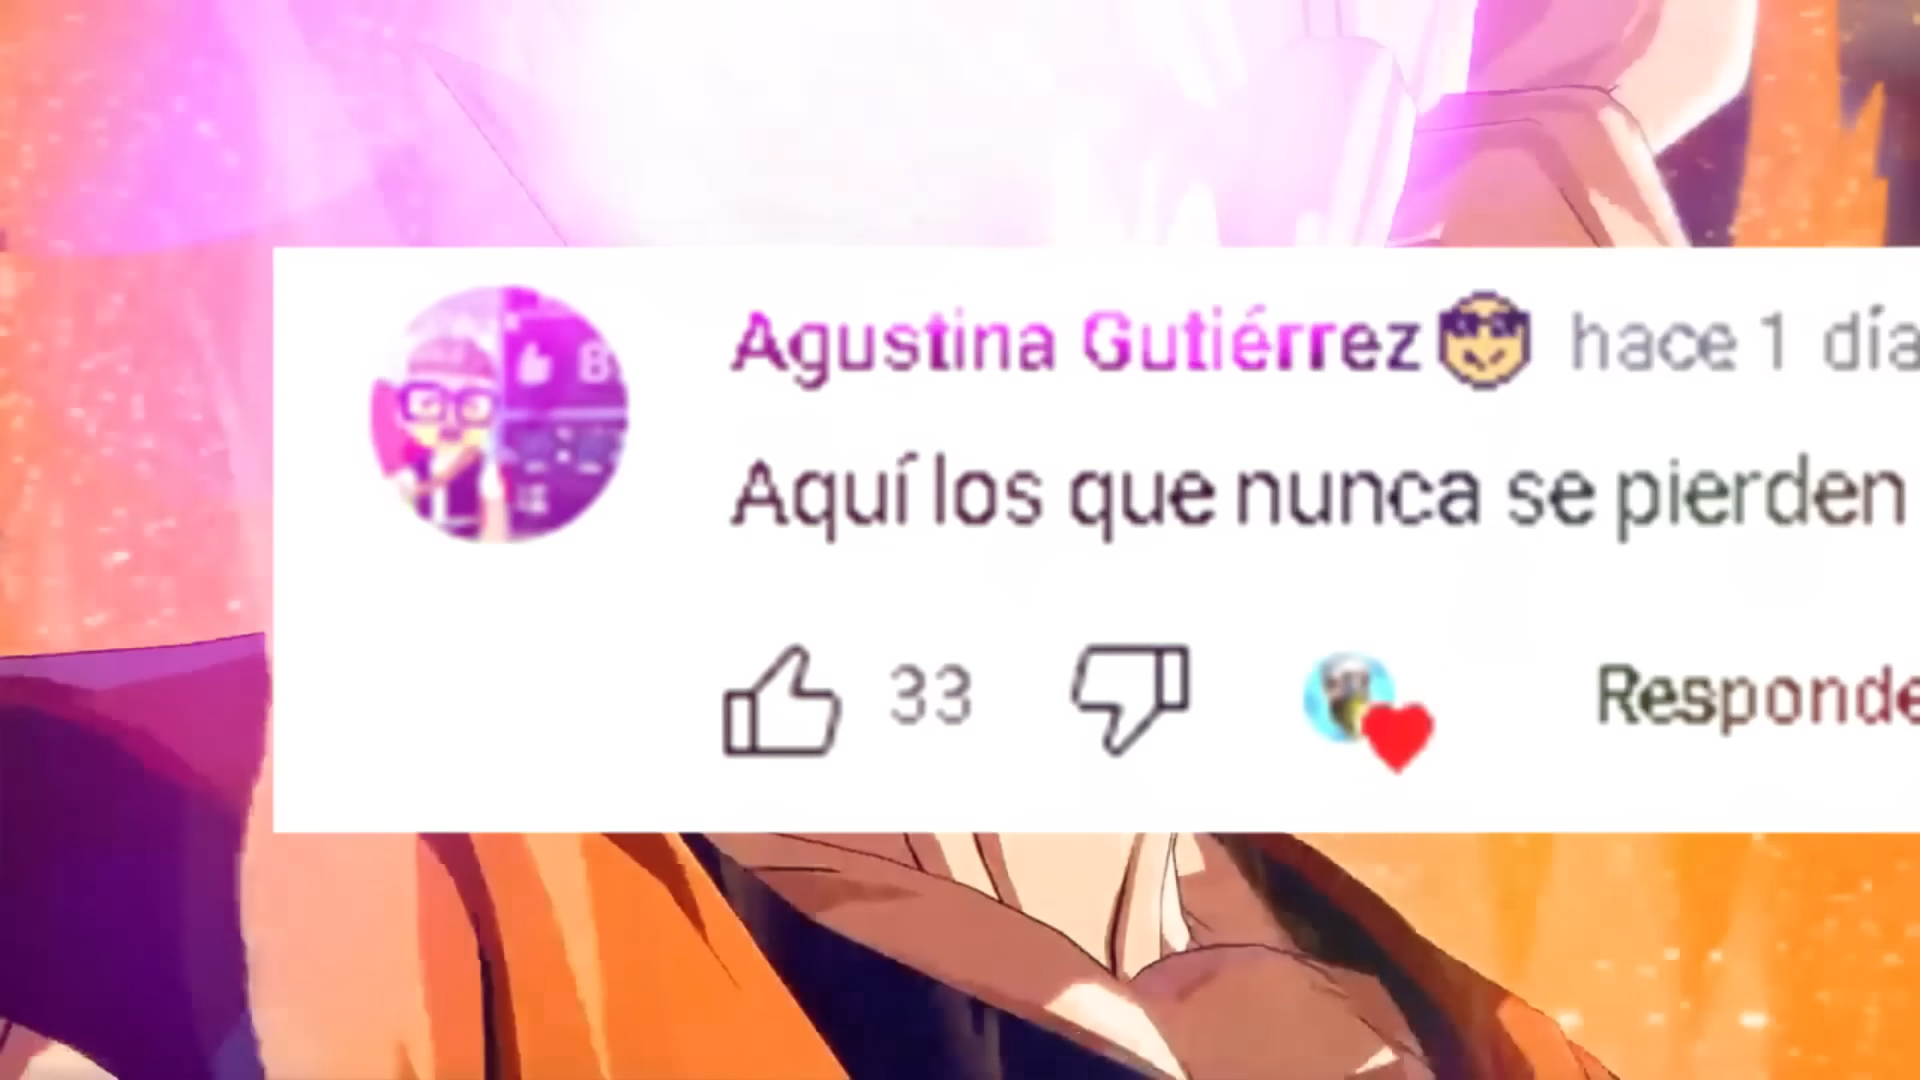 Agustina Gutiérrez😎 hace 1 día
Aquí los que nunca se pierden
33
Responde